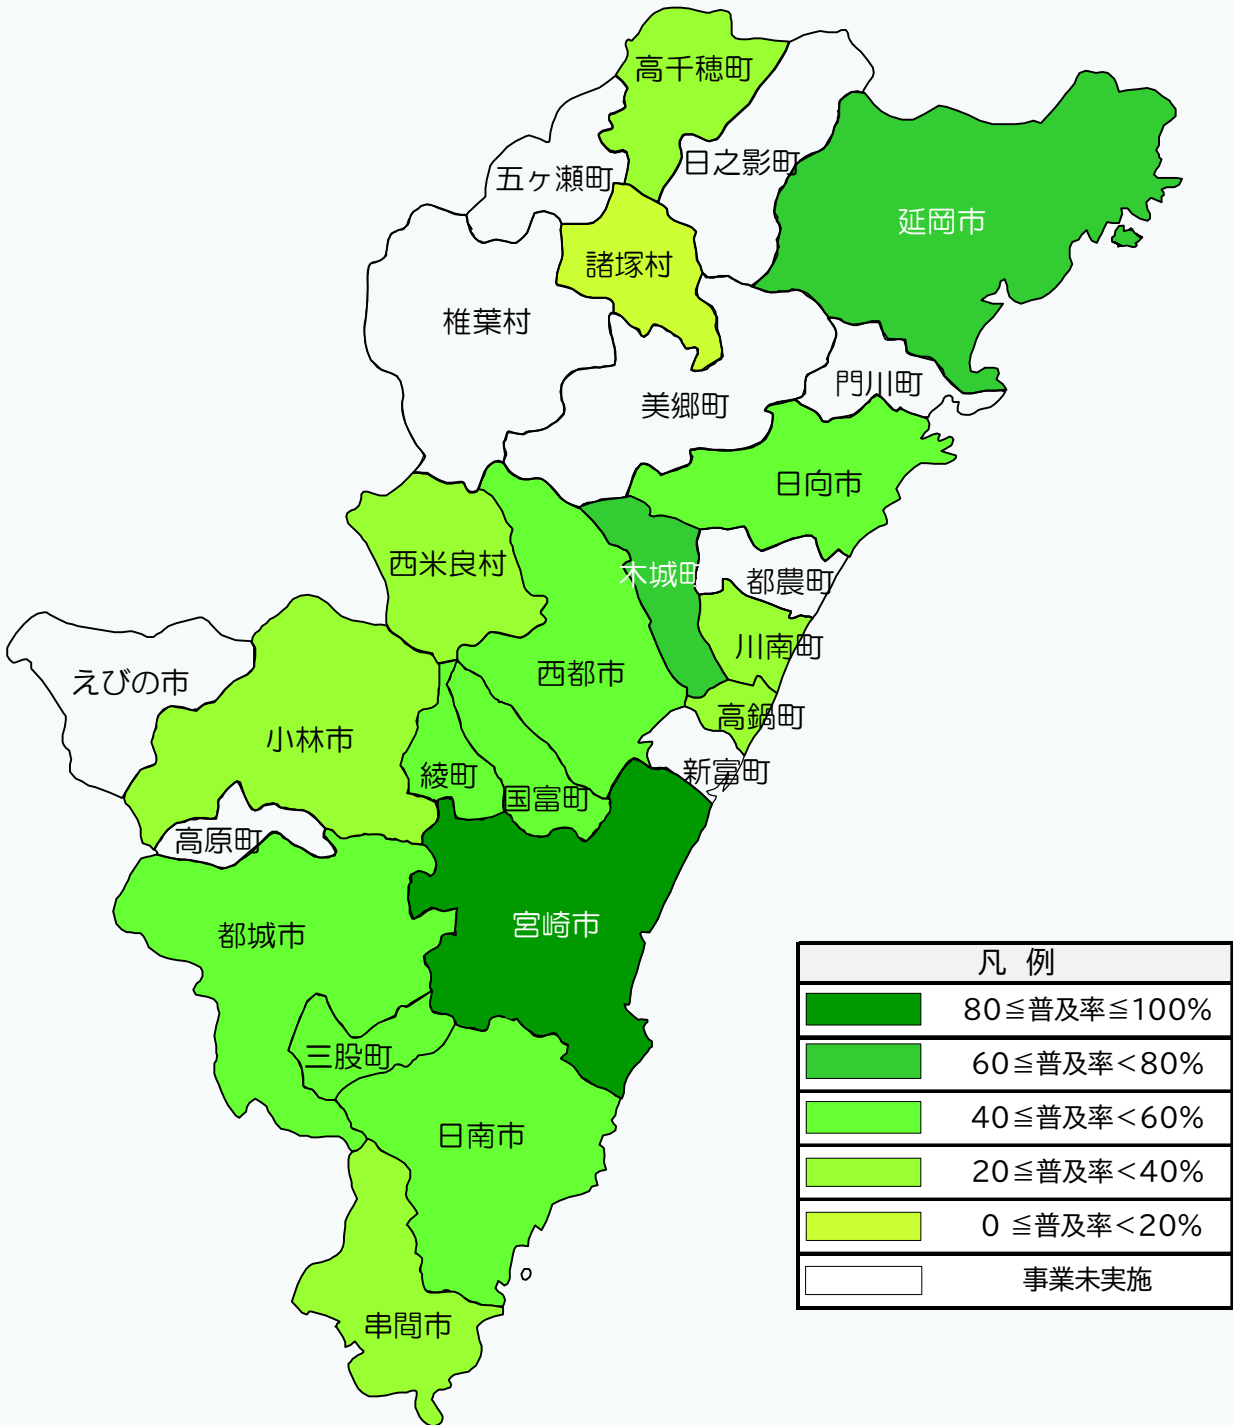 高千穂町
日之影町
五ヶ瀬町
延岡市
諸塚村
椎葉村
門川町
美郷町
日向市
西米良村
木城町
都農町
川南町
西都市
えびの市
高鍋町
小林市
新富町
綾町
国富町
高原町
宮崎市
都城市
三股町
日南市
串間市
凡 例
80≦普及率≦100%
60≦普及率<80%
40≦普及率<60%
20≦普及率<40%
0 ≦普及率<20%
事業未実施